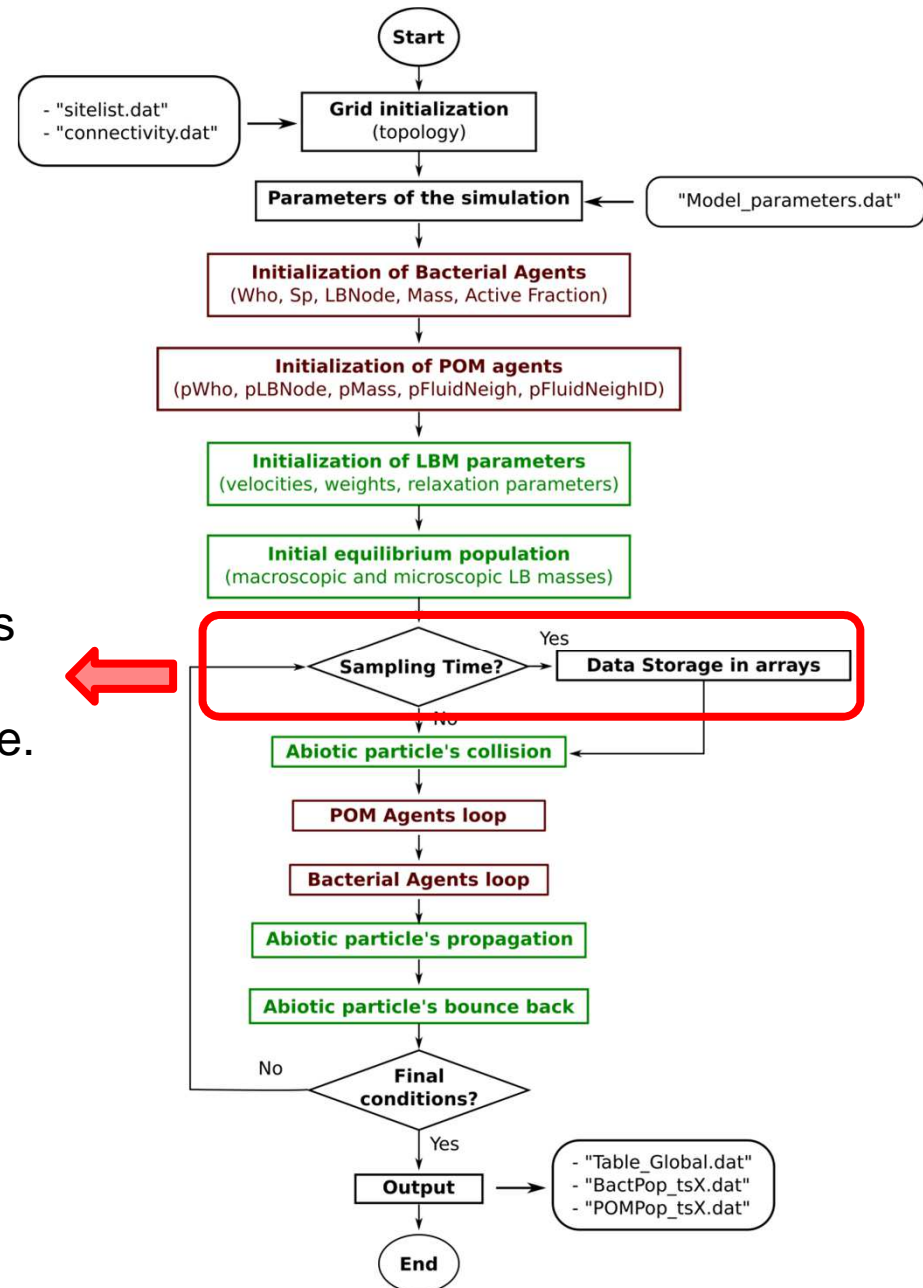 Start
- "sitelist.dat"
- "connectivity.dat"
Grid initialization
(topology)
Parameters of the simulation
"Model_parameters.dat"
Initialization of Bacterial Agents
(Who, Sp, LBNode, Mass, Active Fraction)
Initialization of POM agents
(pWho, pLBNode, pMass, pFluidNeigh, pFluidNeighID)
Initialization of LBM parameters
(velocities, weights, relaxation parameters)
Initial equilibrium population
(macroscopic and microscopic LB masses)
s
e.
Sampling Time?
Yes
Data Storage in arrays
No
Abiotic particle's collision
POM Agents loop
Bacterial Agents loop
Abiotic particle's propagation
Abiotic particle's bounce back
No
Final
conditions?
Yes
Output
- "Table_Global.dat"
- "BactPop_tsX.dat"
- "POMPop_tsX.dat"
End